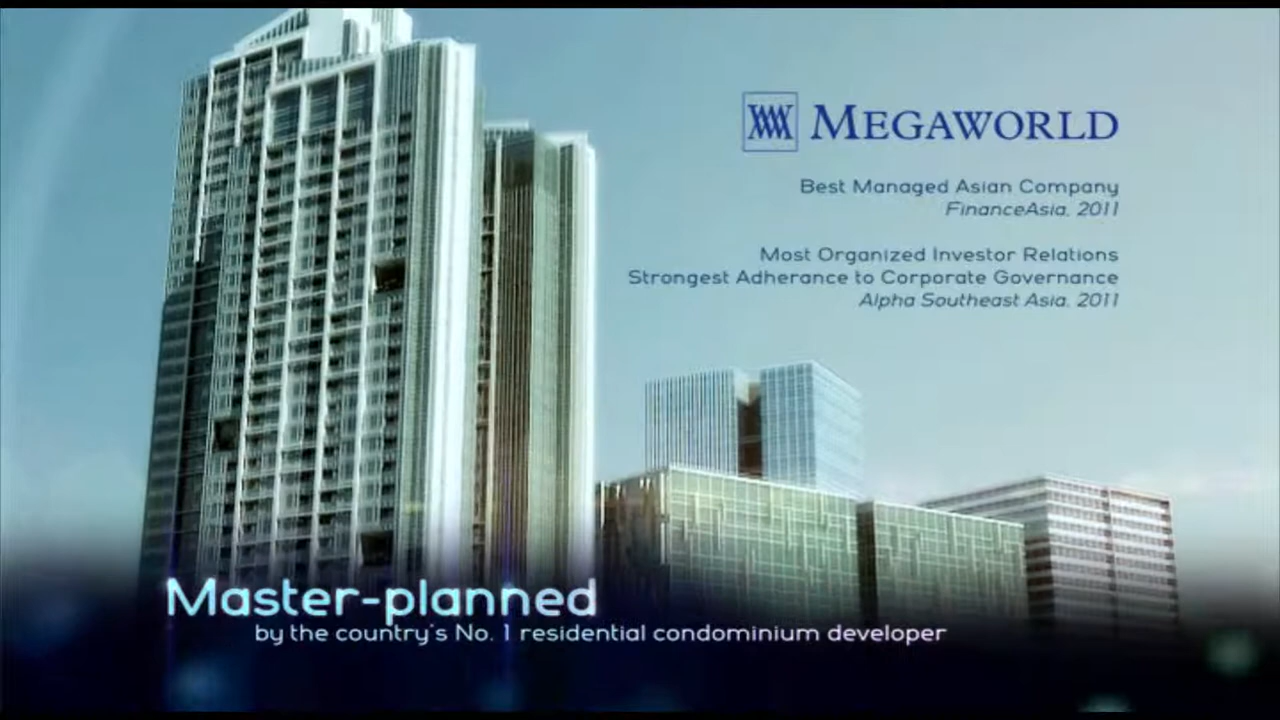 MEGAWORLD
Best Managed Asian Company
FinanceAsia, 2011
Most Organized Investor Relations
Strongest Adherance to Corporate Governance
Alpha Southeast Asia, 2011
Master-planned
by the country's No. 1 residential condominium developer